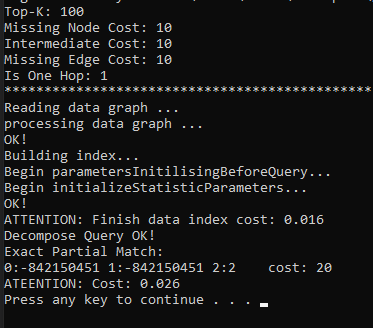 Top-K: 100
Missing Node Cost: 10
Intermediate Cost: 10
Missing Edge Cost: 10
Is One Hop: 1
***********************************************
Reading data graph ...
processing data graph ...
OK!
Building index...
Begin parametersInitilisingBeforeQuery...
Begin initializeStatisticParameters...
OK!
ATTENTION: Finish data index cost: 0.016
Decompose Query OK!
Exact Partial Match:
0:-842150451 1:-842150451 2:2    cost: 20
ATEENTION: Cost: 0.026
Press any key to continue . . .